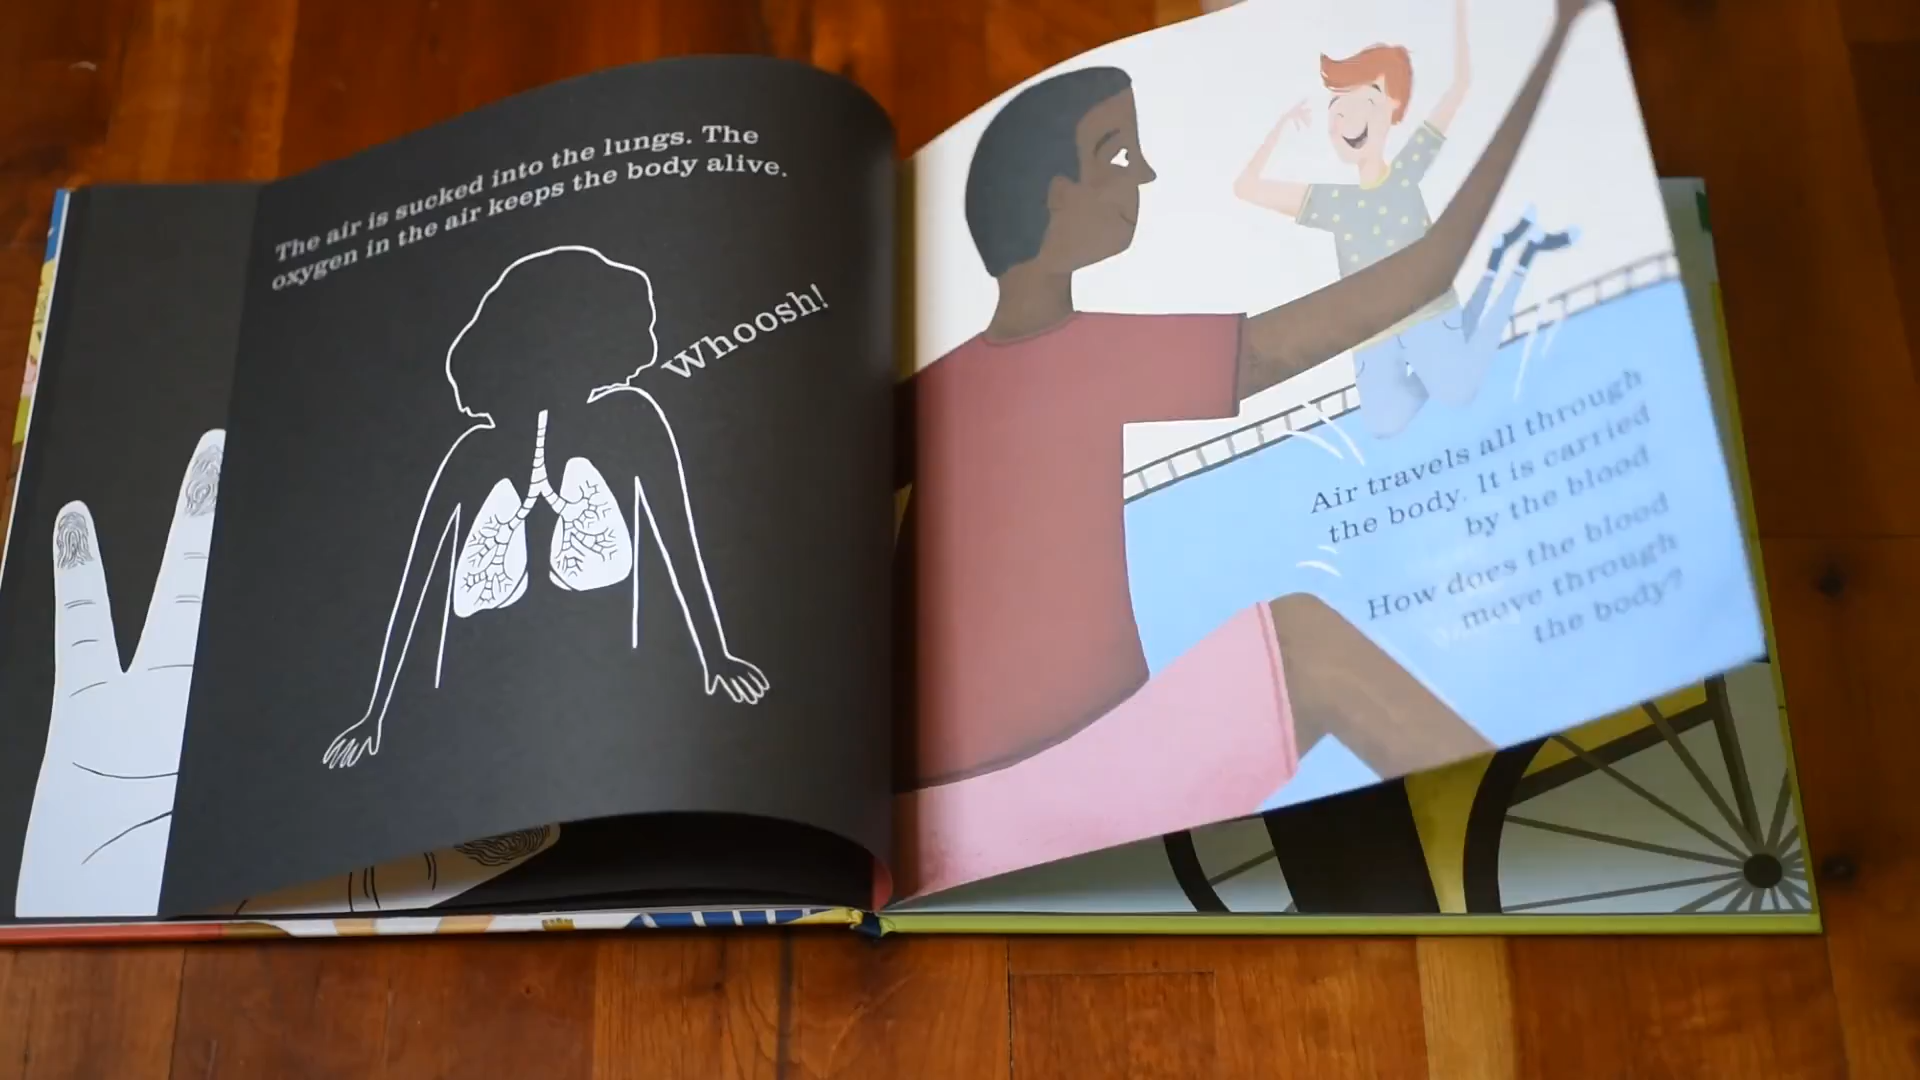 The air is sucked into the lungs. The
oxygen in the air keeps the body alive.
Whoosh!
Air travels all through
the body. It is carried
by the blood
How does the blood
move through
the body?